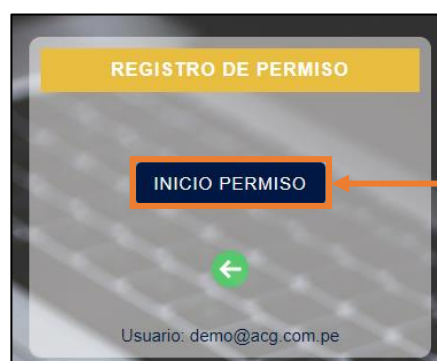 REGISTRO DE PERMISO
INICIO PERMISO
Usuario: demo@acg.com.pe